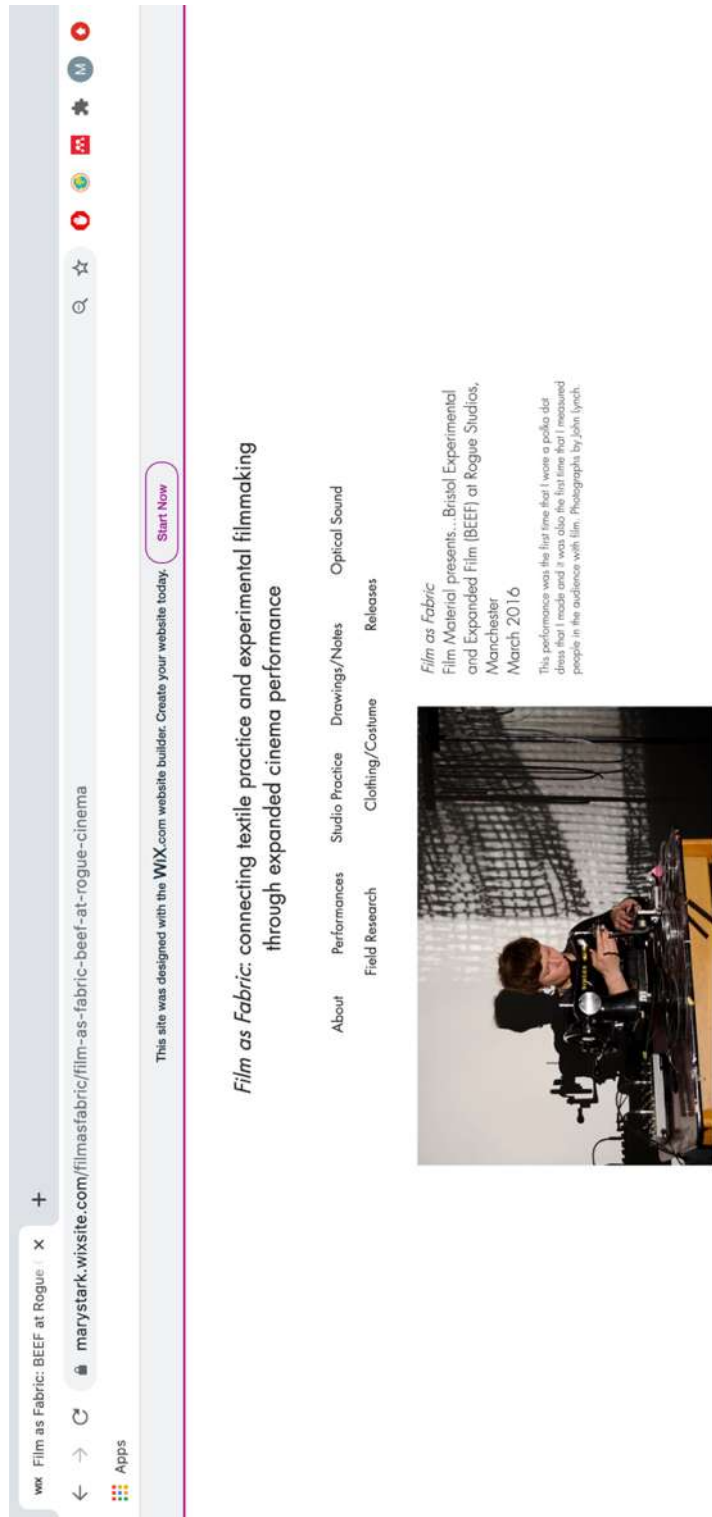 WiX Film as Fabric: BEEF at Rogue
marystark.wixsite.com/filmasfabric/film-as-fabric-beef-at-rogue-cinema
M
Apps
This site was designed with the WiX.com website builder. Create your website today. Start Now
Film as Fabric: connecting textile practice and experimental filmmaking
through expanded cinema performance
About Performances Studio Practice Drawings/Notes Optical Sound
Field Research Clothing/Costume Releases
Film as Fabric
Film Material presents...Bristol Experimental
and Expanded Film (BEEF) at Rogue Studios,
Manchester
March 2016
This performance was the first time that I wore a polka dot
dress that I made and it was also the first time that I measured
people in the audience with film. Photographs by John Lynch.